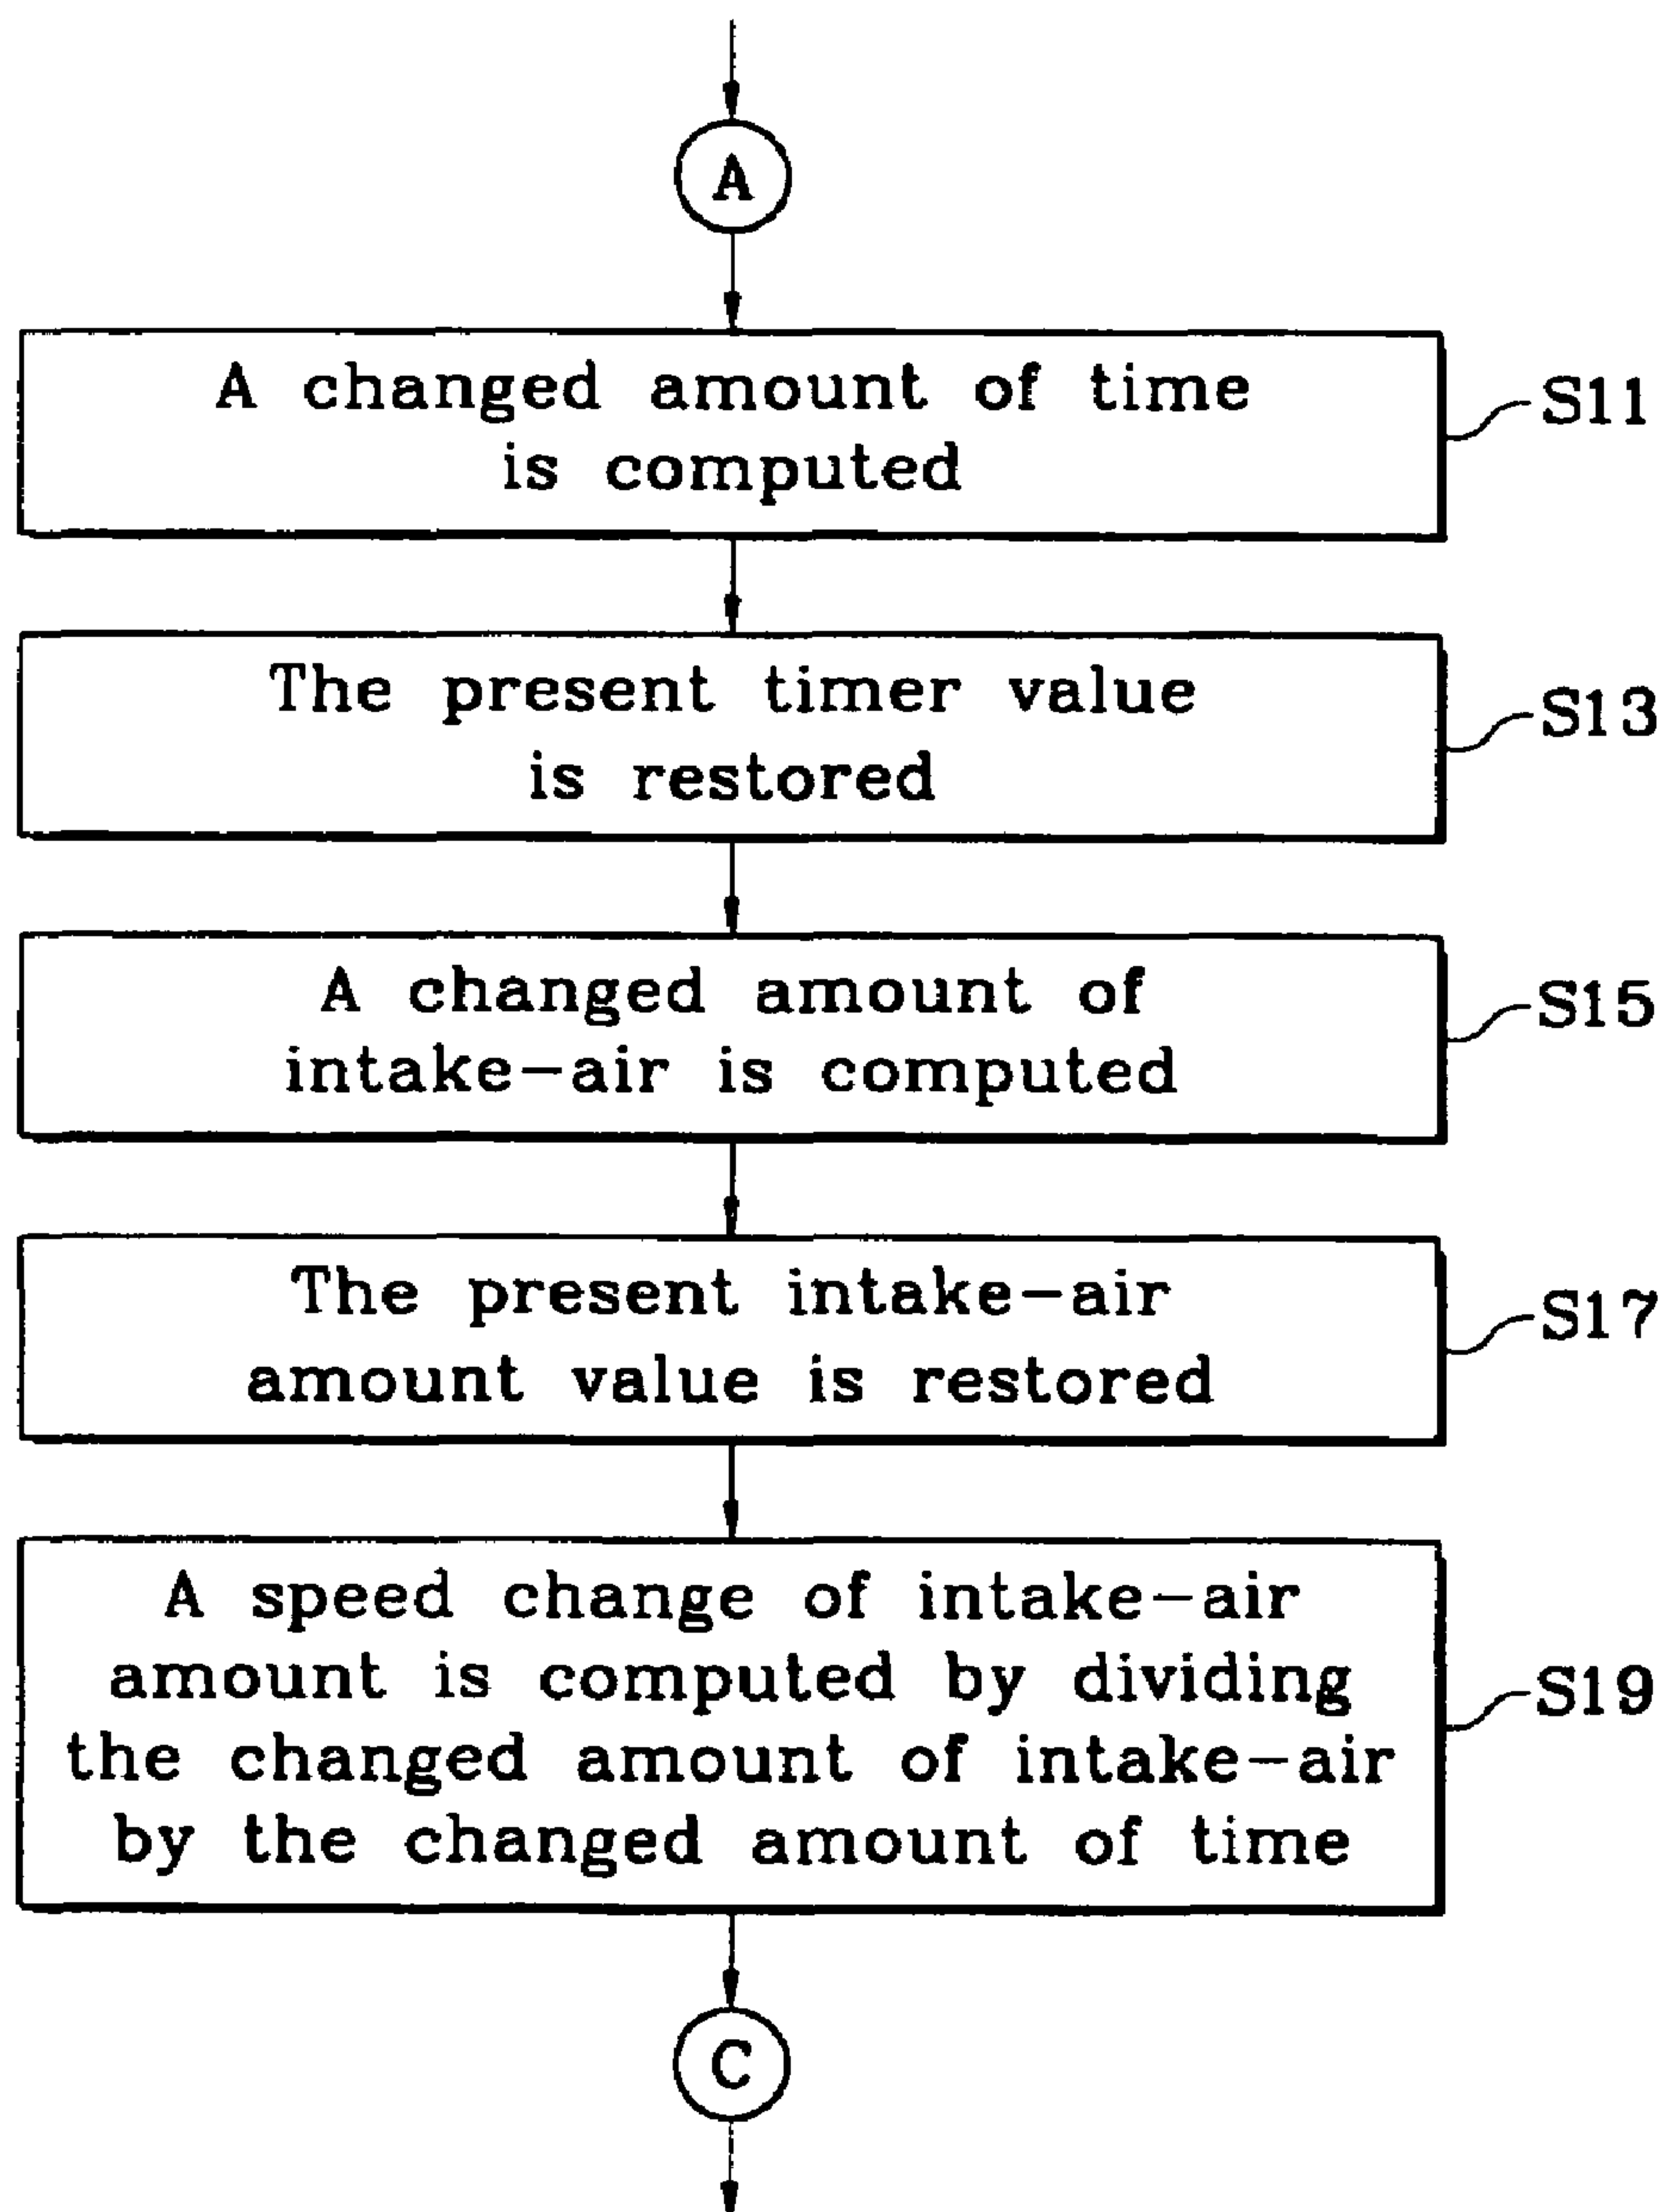 A
A changed amount of time
is computed
S11
The present timer value
is restored
S13
A changed amount of
intake-air is computed
S15
The present intake-air
amount value is restored
S17
A speed change of intake-air
amount is computed by dividing
the changed amount of intake-air
by the changed amount of time
S19
C